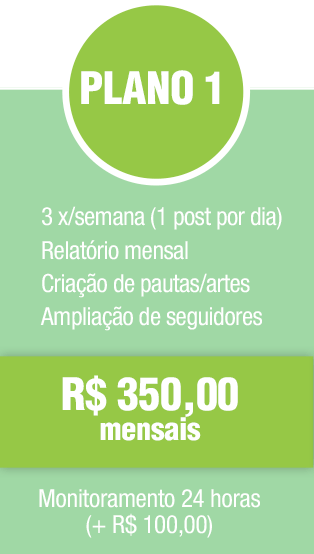 PLANO 1
3 x/semana (1 post por dia)
Relatório mensal
Criação de pautas/artes
Ampliação de seguidores
R$ 350,00
mensais
Monitoramento 24 horas
(+ R$ 100,00)